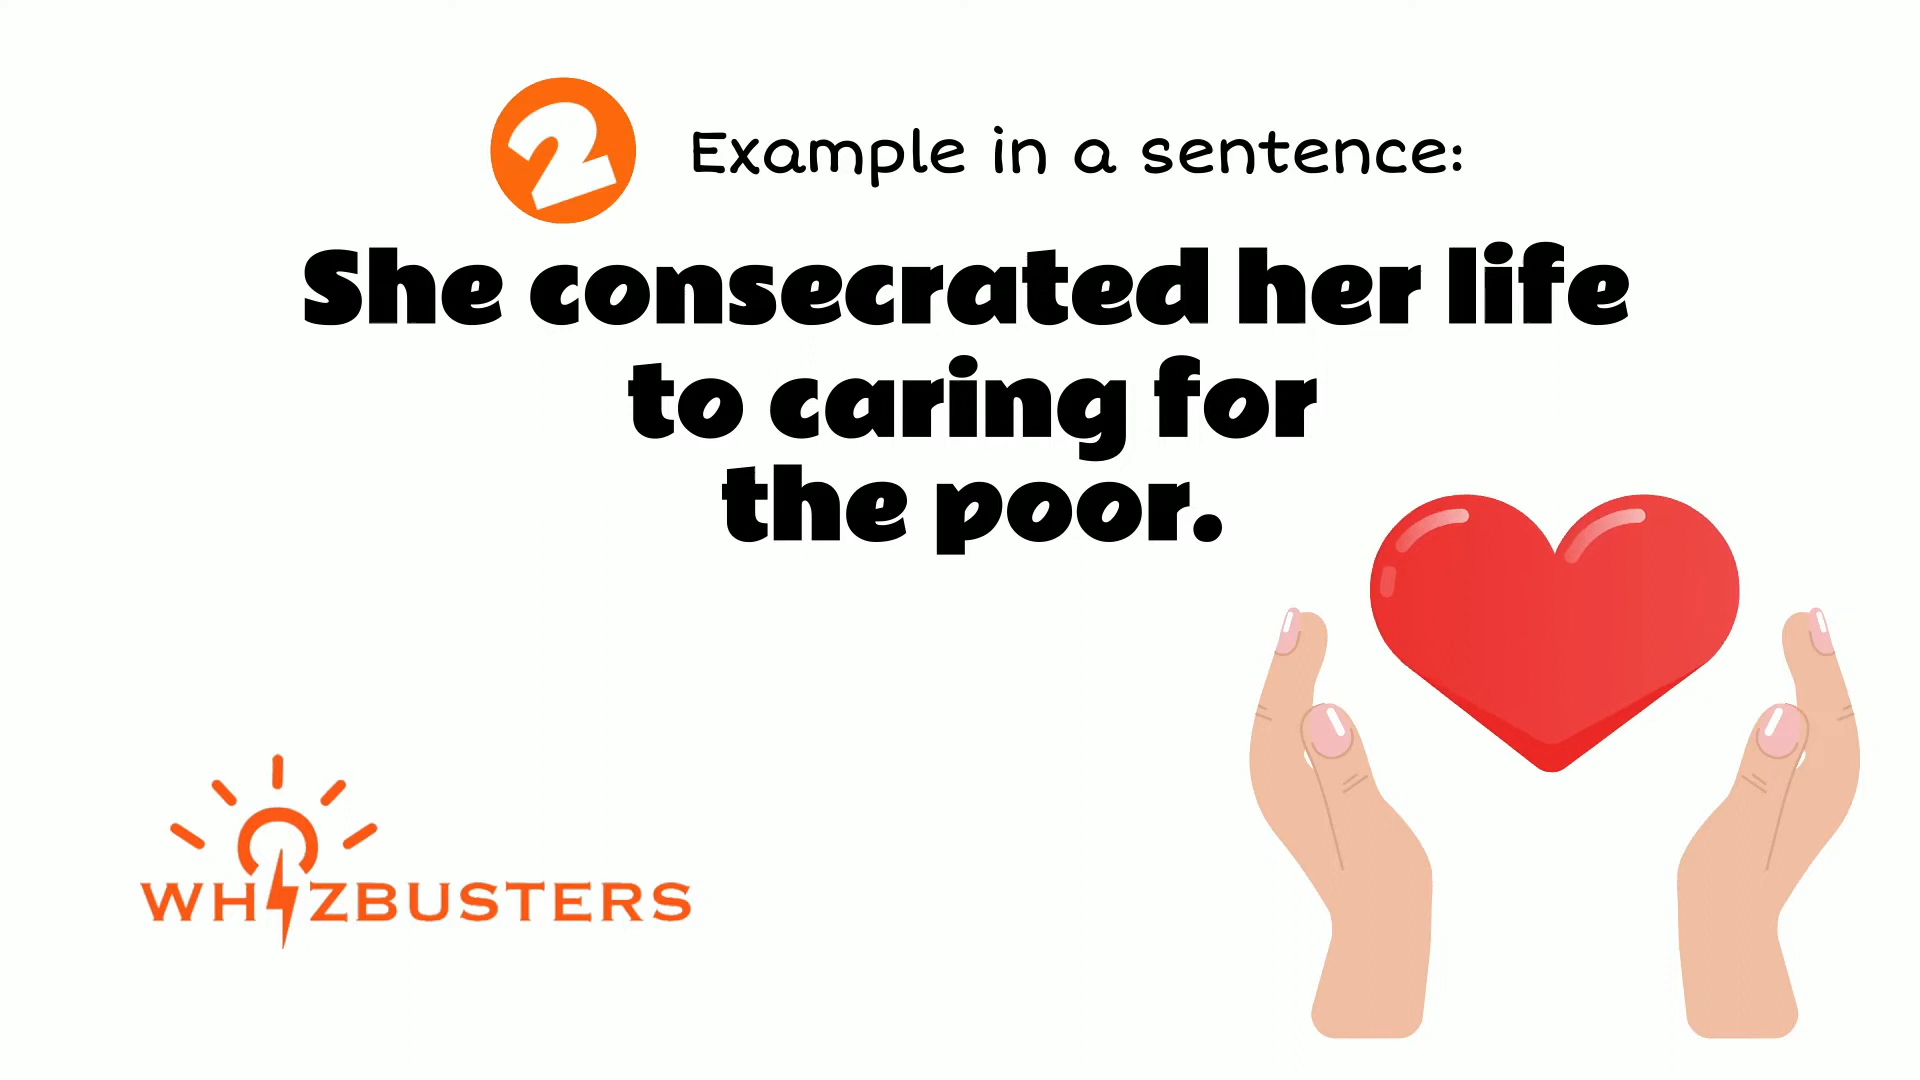 2 Example in a sentence:
She consecrated her life
to caring for
the poor.
WHIZBUSTERS